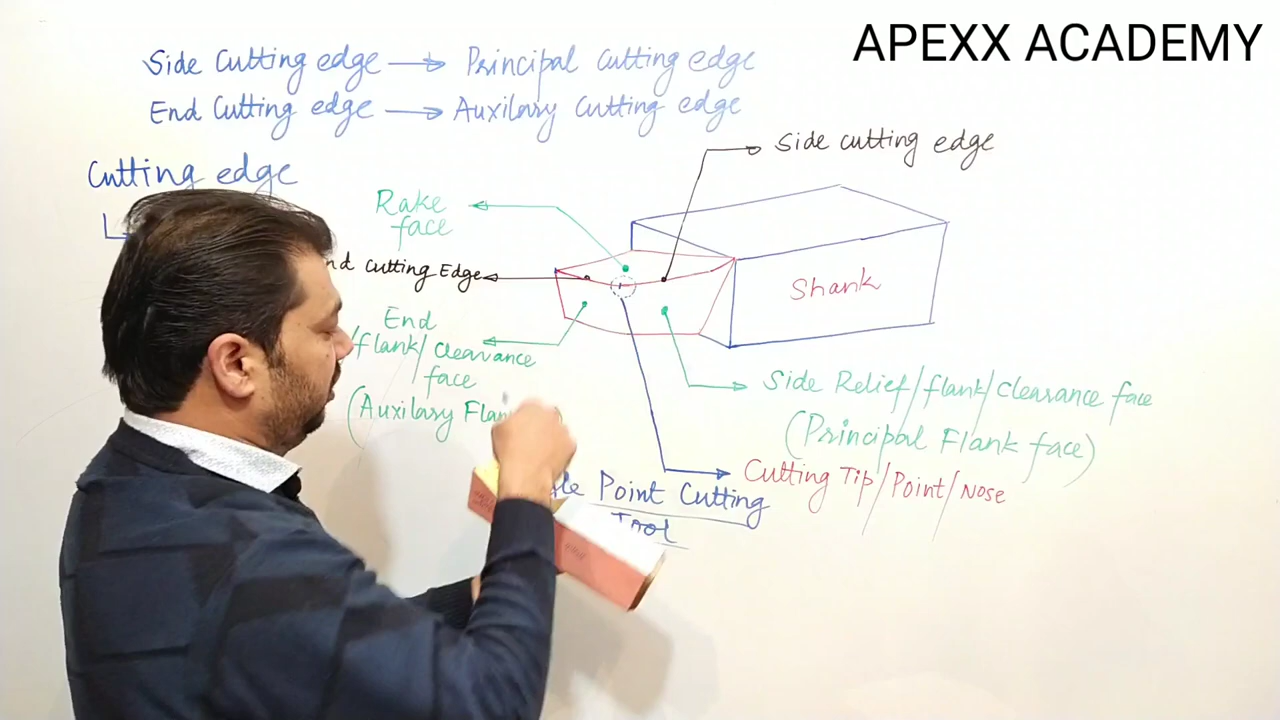 APEXX ACADEMY
Side Cutting edge → Principal Cutting edge
End Cutting edge → Auxilary Cutting edge
Cutting edge
Side cutting edge
Rake
face
Cutting Edge
Shank
End
flank/Clearance
face
(Auxilary
Side Relief/flank/Clearance face
(Principal Flank face)
Cutting Tip/Point/Nose
Point Cutting
Tool